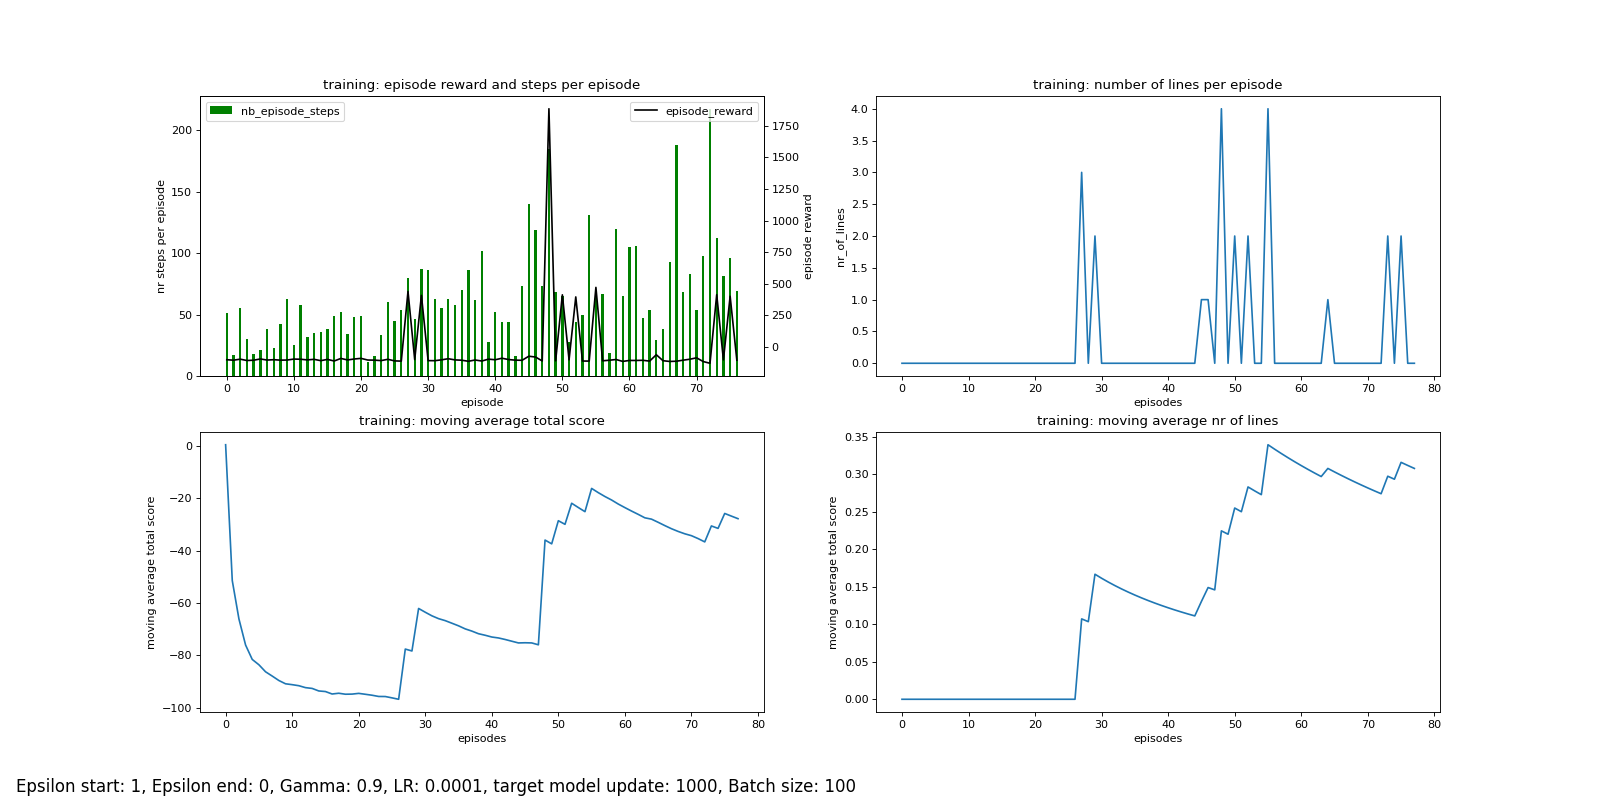 training: episode reward and steps per episode
nb_episode_steps
episode_reward
nr steps per episode
200
150
100
50
0
1750
1500
1250
1000
750
500
250
0
episode reward
0 10 20 30 40 50 60 70
episode
training: number of lines per episode
nr_of_lines
4.0
3.5
3.0
2.5
2.0
1.5
1.0
0.5
0.0
0 10 20 30 40 50 60 70 80
episodes
training: moving average total score
moving average total score
0
−20
−40
−60
−80
−100
0 10 20 30 40 50 60 70 80
episodes
training: moving average nr of lines
moving average total score
0.35
0.30
0.25
0.20
0.15
0.10
0.05
0.00
0 10 20 30 40 50 60 70 80
episodes
Epsilon start: 1, Epsilon end: 0, Gamma: 0.9, LR: 0.0001, target model update: 1000, Batch size: 100